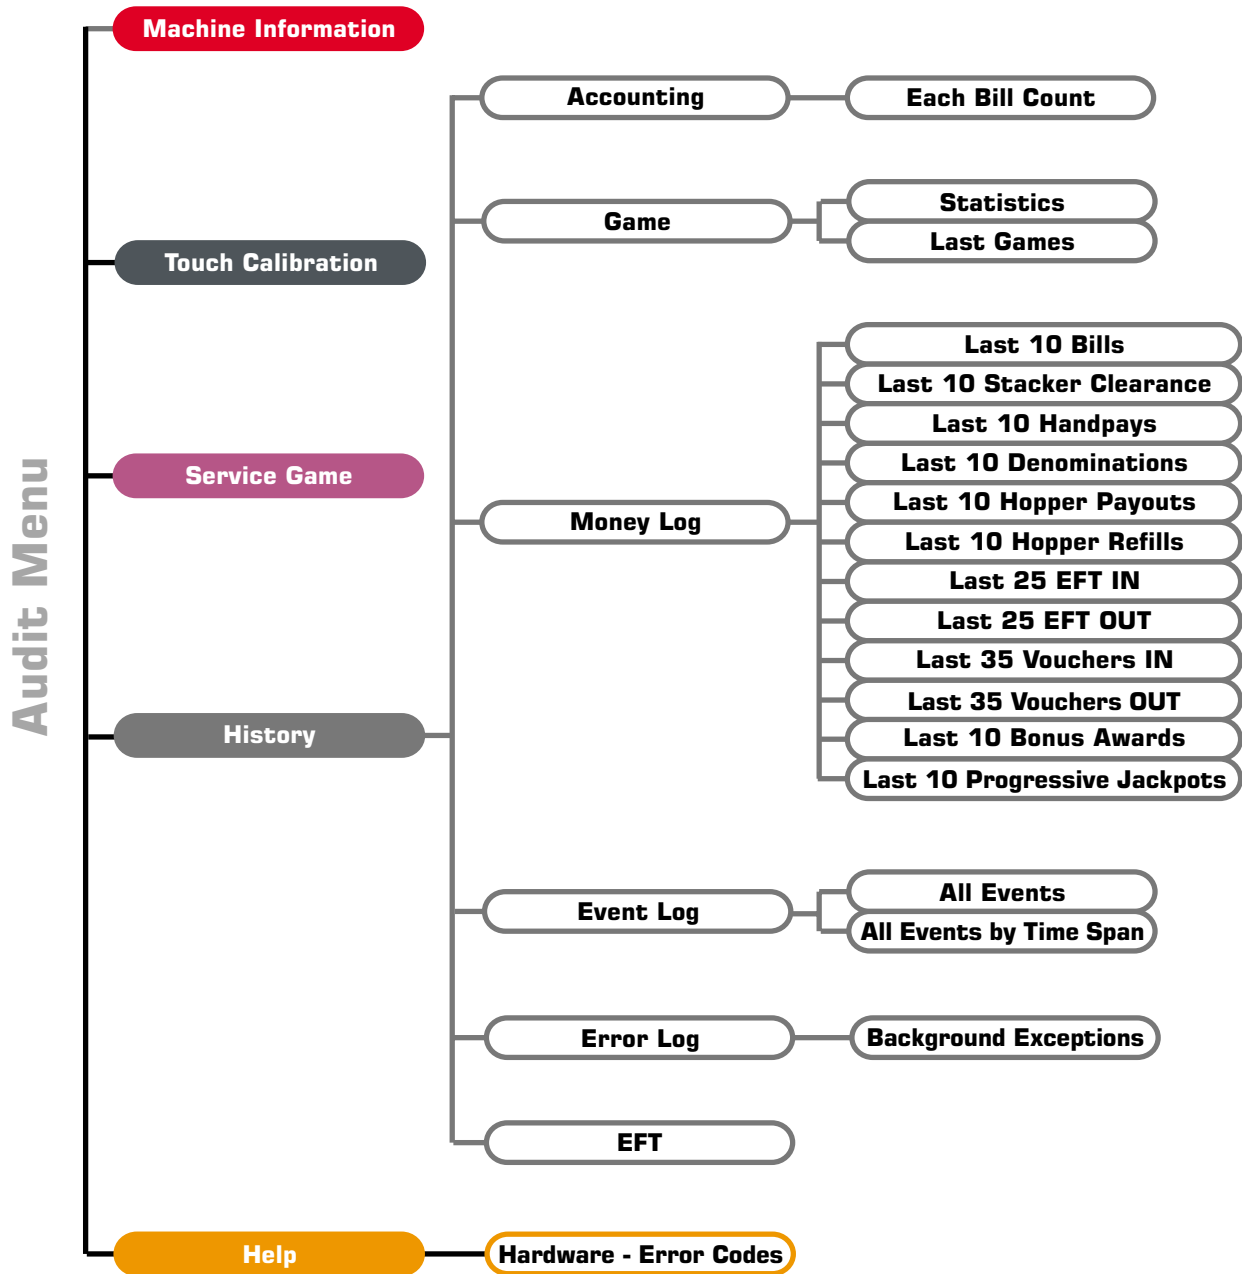 Audit Menu
Machine Information
Touch Calibration
Service Game
History
Accounting
Each Bill Count
Game
Statistics
Last Games
Money Log
Last 10 Bills
Last 10 Stacker Clearance
Last 10 Handpays
Last 10 Denominations
Last 10 Hopper Payouts
Last 10 Hopper Refills
Last 25 EFT IN
Last 25 EFT OUT
Last 35 Vouchers IN
Last 35 Vouchers OUT
Last 10 Bonus Awards
Last 10 Progressive Jackpots
Event Log
All Events
All Events by Time Span
Error Log
Background Exceptions
EFT
Help
Hardware - Error Codes